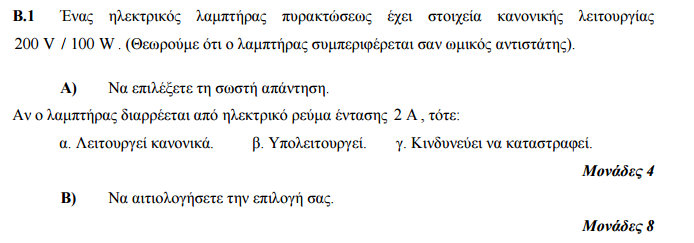 Β.1 Ένας ηλεκτρικός λαμπτήρας πυρακτώσεως έχει στοιχεία κανονικής λειτουργίας
200 V / 100 W . (Θεωρούμε ότι ο λαμπτήρας συμπεριφέρεται σαν ωμικός αντιστάτης).
Α) Να επιλέξετε τη σωστή απάντηση.
Αν ο λαμπτήρας διαρρέεται από ηλεκτρικό ρεύμα έντασης 2 Α , τότε:
α. Λειτουργεί κανονικά. β. Υπολειτουργεί. γ. Κινδυνεύει να καταστραφεί.
Μονάδες 4
Β) Να αιτιολογήσετε την επιλογή σας.
Μονάδες 8